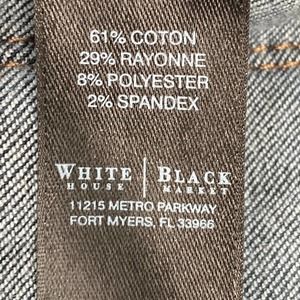 61% COTON
29% RAYONNE
8% POLYESTER
2% SPANDEX
WHITE | BLACK
HOUSE | MARKET
11215 METRO PARKWAY
FORT MYERS, FL 33966